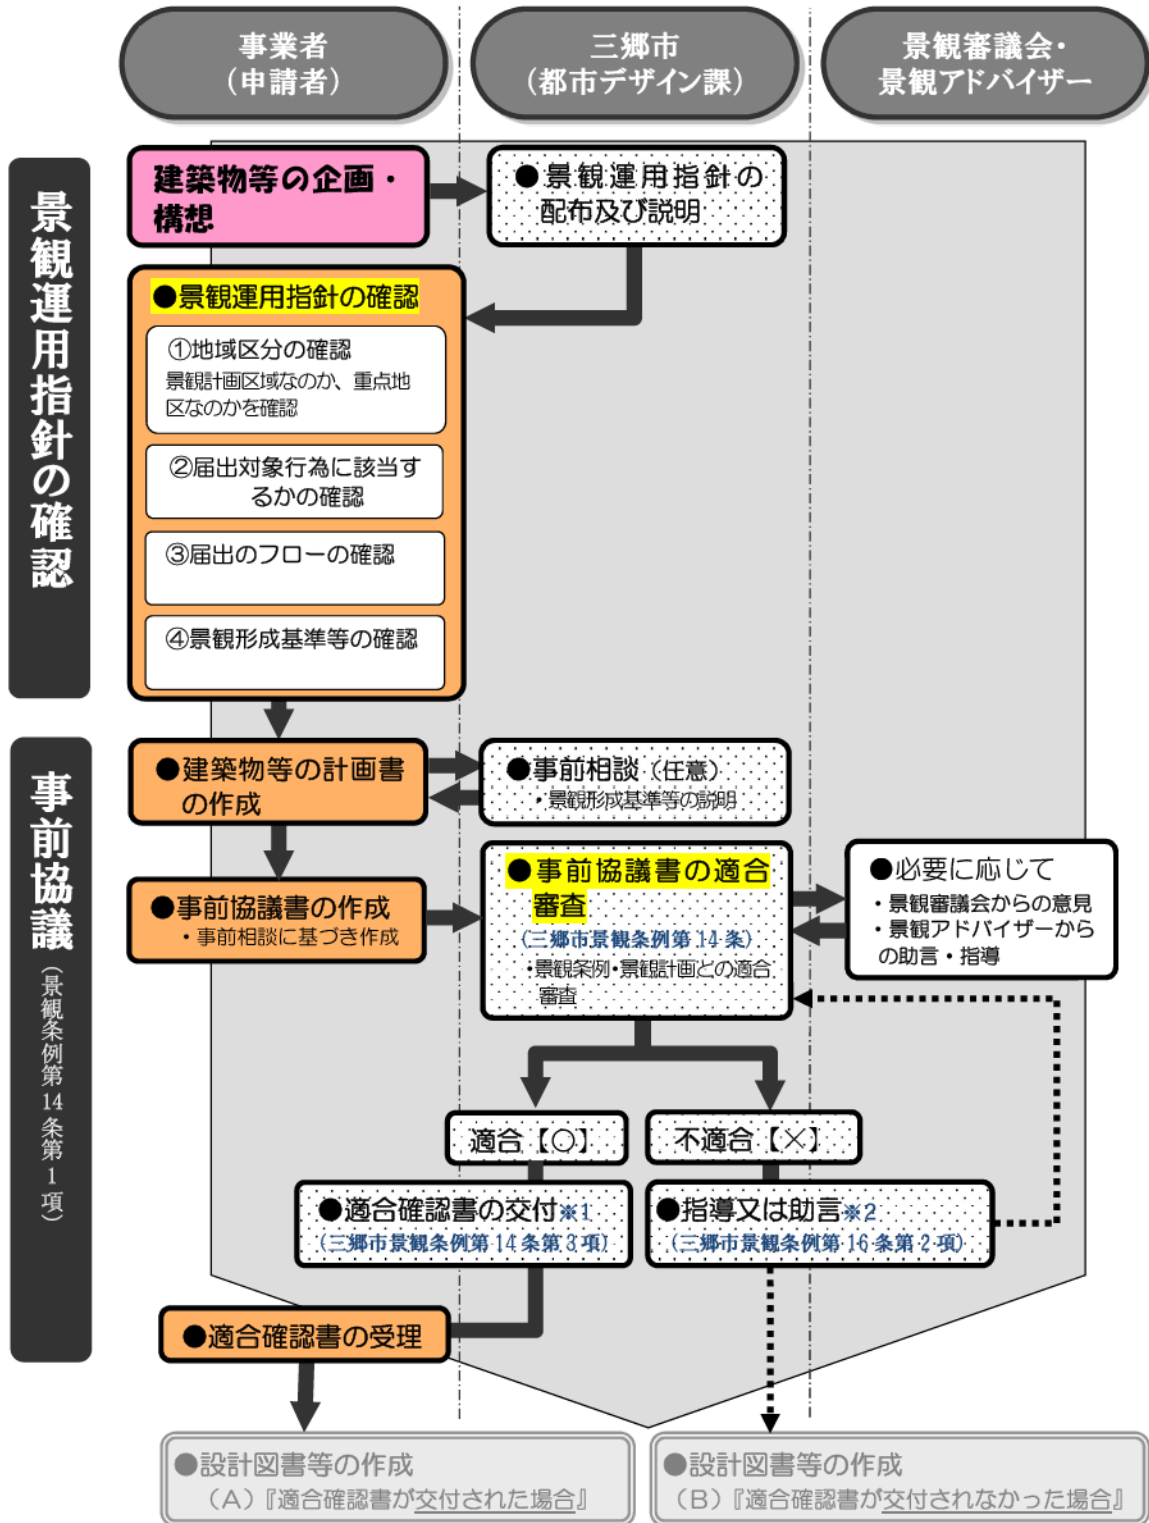 事業者
（申請者）
三郷市
（都市デザイン課）
景観審議会・
景観アドバイザー
景観運用指針の確認
建築物等の企画・
構想
●景観運用指針の
配布及び説明
●景観運用指針の確認
①地域区分の確認
景観計画区域なのか、重点地
区なのかを確認
②届出対象行為に該当す
るかの確認
③届出のフローの確認
④景観形成基準等の確認
事前協議（景観条例第14条第1項）
●建築物等の計画書
の作成
●事前相談（任意）
・景観形成基準等の説明
●事前協議書の作成
・事前相談に基づき作成
●事前協議書の適合
審査
（三郷市景観条例第14条）
・景観条例・景観計画との適合
審査
●必要に応じて
・景観審議会からの意見
・景観アドバイザーから
の助言・指導
適合【○】
不適合【×】
●適合確認書の交付※1
（三郷市景観条例第14条第3項）
●指導又は助言※2
（三郷市景観条例第16条第2項）
●適合確認書の受理
●設計図書等の作成
（A）『適合確認書が交付された場合』
●設計図書等の作成
（B）『適合確認書が交付されなかった場合』